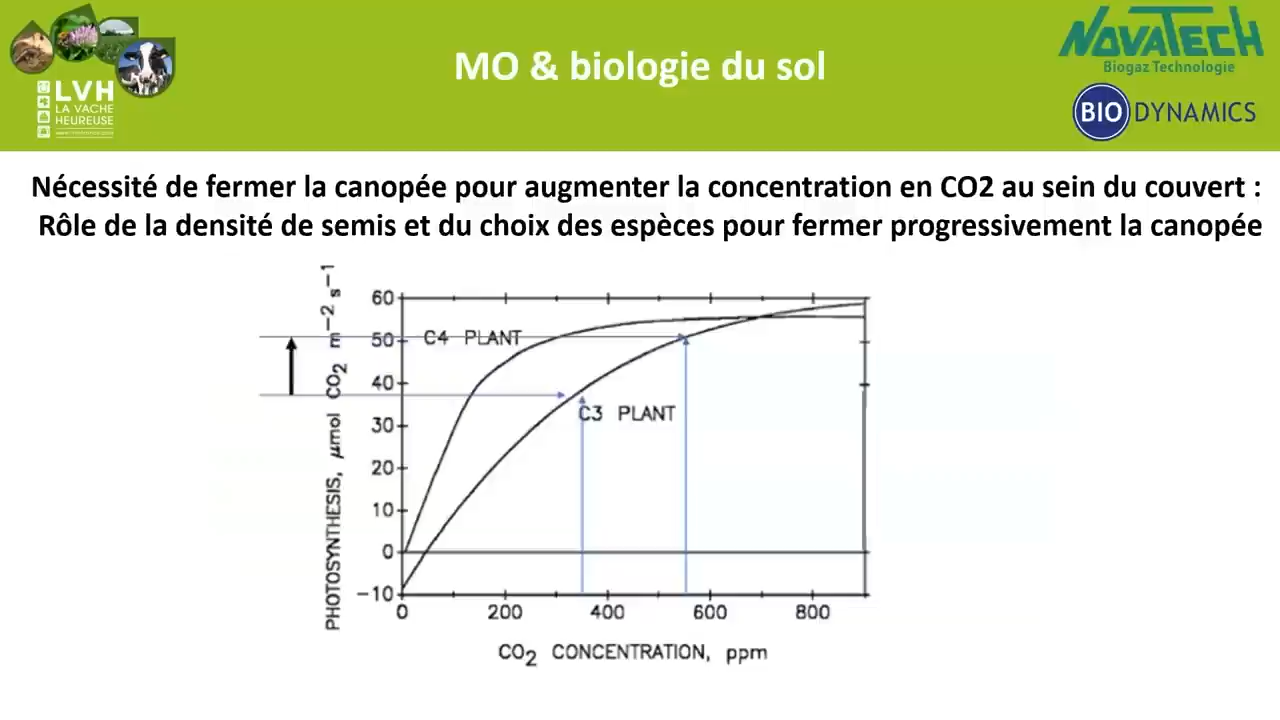 MO & biologie du sol
LVH
LA VACHE
HEUREUSE
NOVATECH
Biogaz Technologie
BIO DYNAMICS
Nécessité de fermer la canopée pour augmenter la concentration en CO2 au sein du couvert :
Rôle de la densité de semis et du choix des espèces pour fermer progressivement la canopée
PHOTOSYNTHESIS, μmol CO2 m-2 s-1
60
50
40
30
20
10
0
-10
C4 PLANT
C3 PLANT
0 200 400 600 800
CO2 CONCENTRATION, ppm